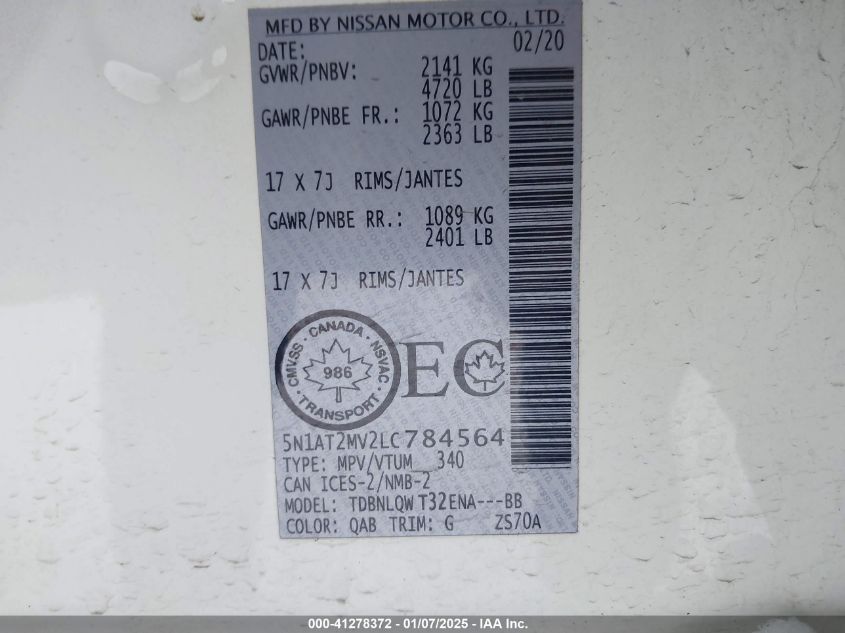 MFD BY NISSAN MOTOR CO., LTD.
DATE: 02/20
GVWR/PNBV: 2141 KG
4720 LB
GAWR/PNBE FR.: 1072 KG
2363 LB
17 X 7J RIMS/JANTES
GAWR/PNBE RR.: 1089 KG
2401 LB
17 X 7J RIMS/JANTES
CMVSS · CANADA · NSVAC · TRANSPORT
986
EC
5N1AT2MV2LC784564
TYPE: MPV/VTUM 340
CAN ICES-2/NMB-2
MODEL: TDBNLQW T32ENA---BB
COLOR: QAB TRIM: G ZS70A
000-41278372 - 01/07/2025 - IAA Inc.